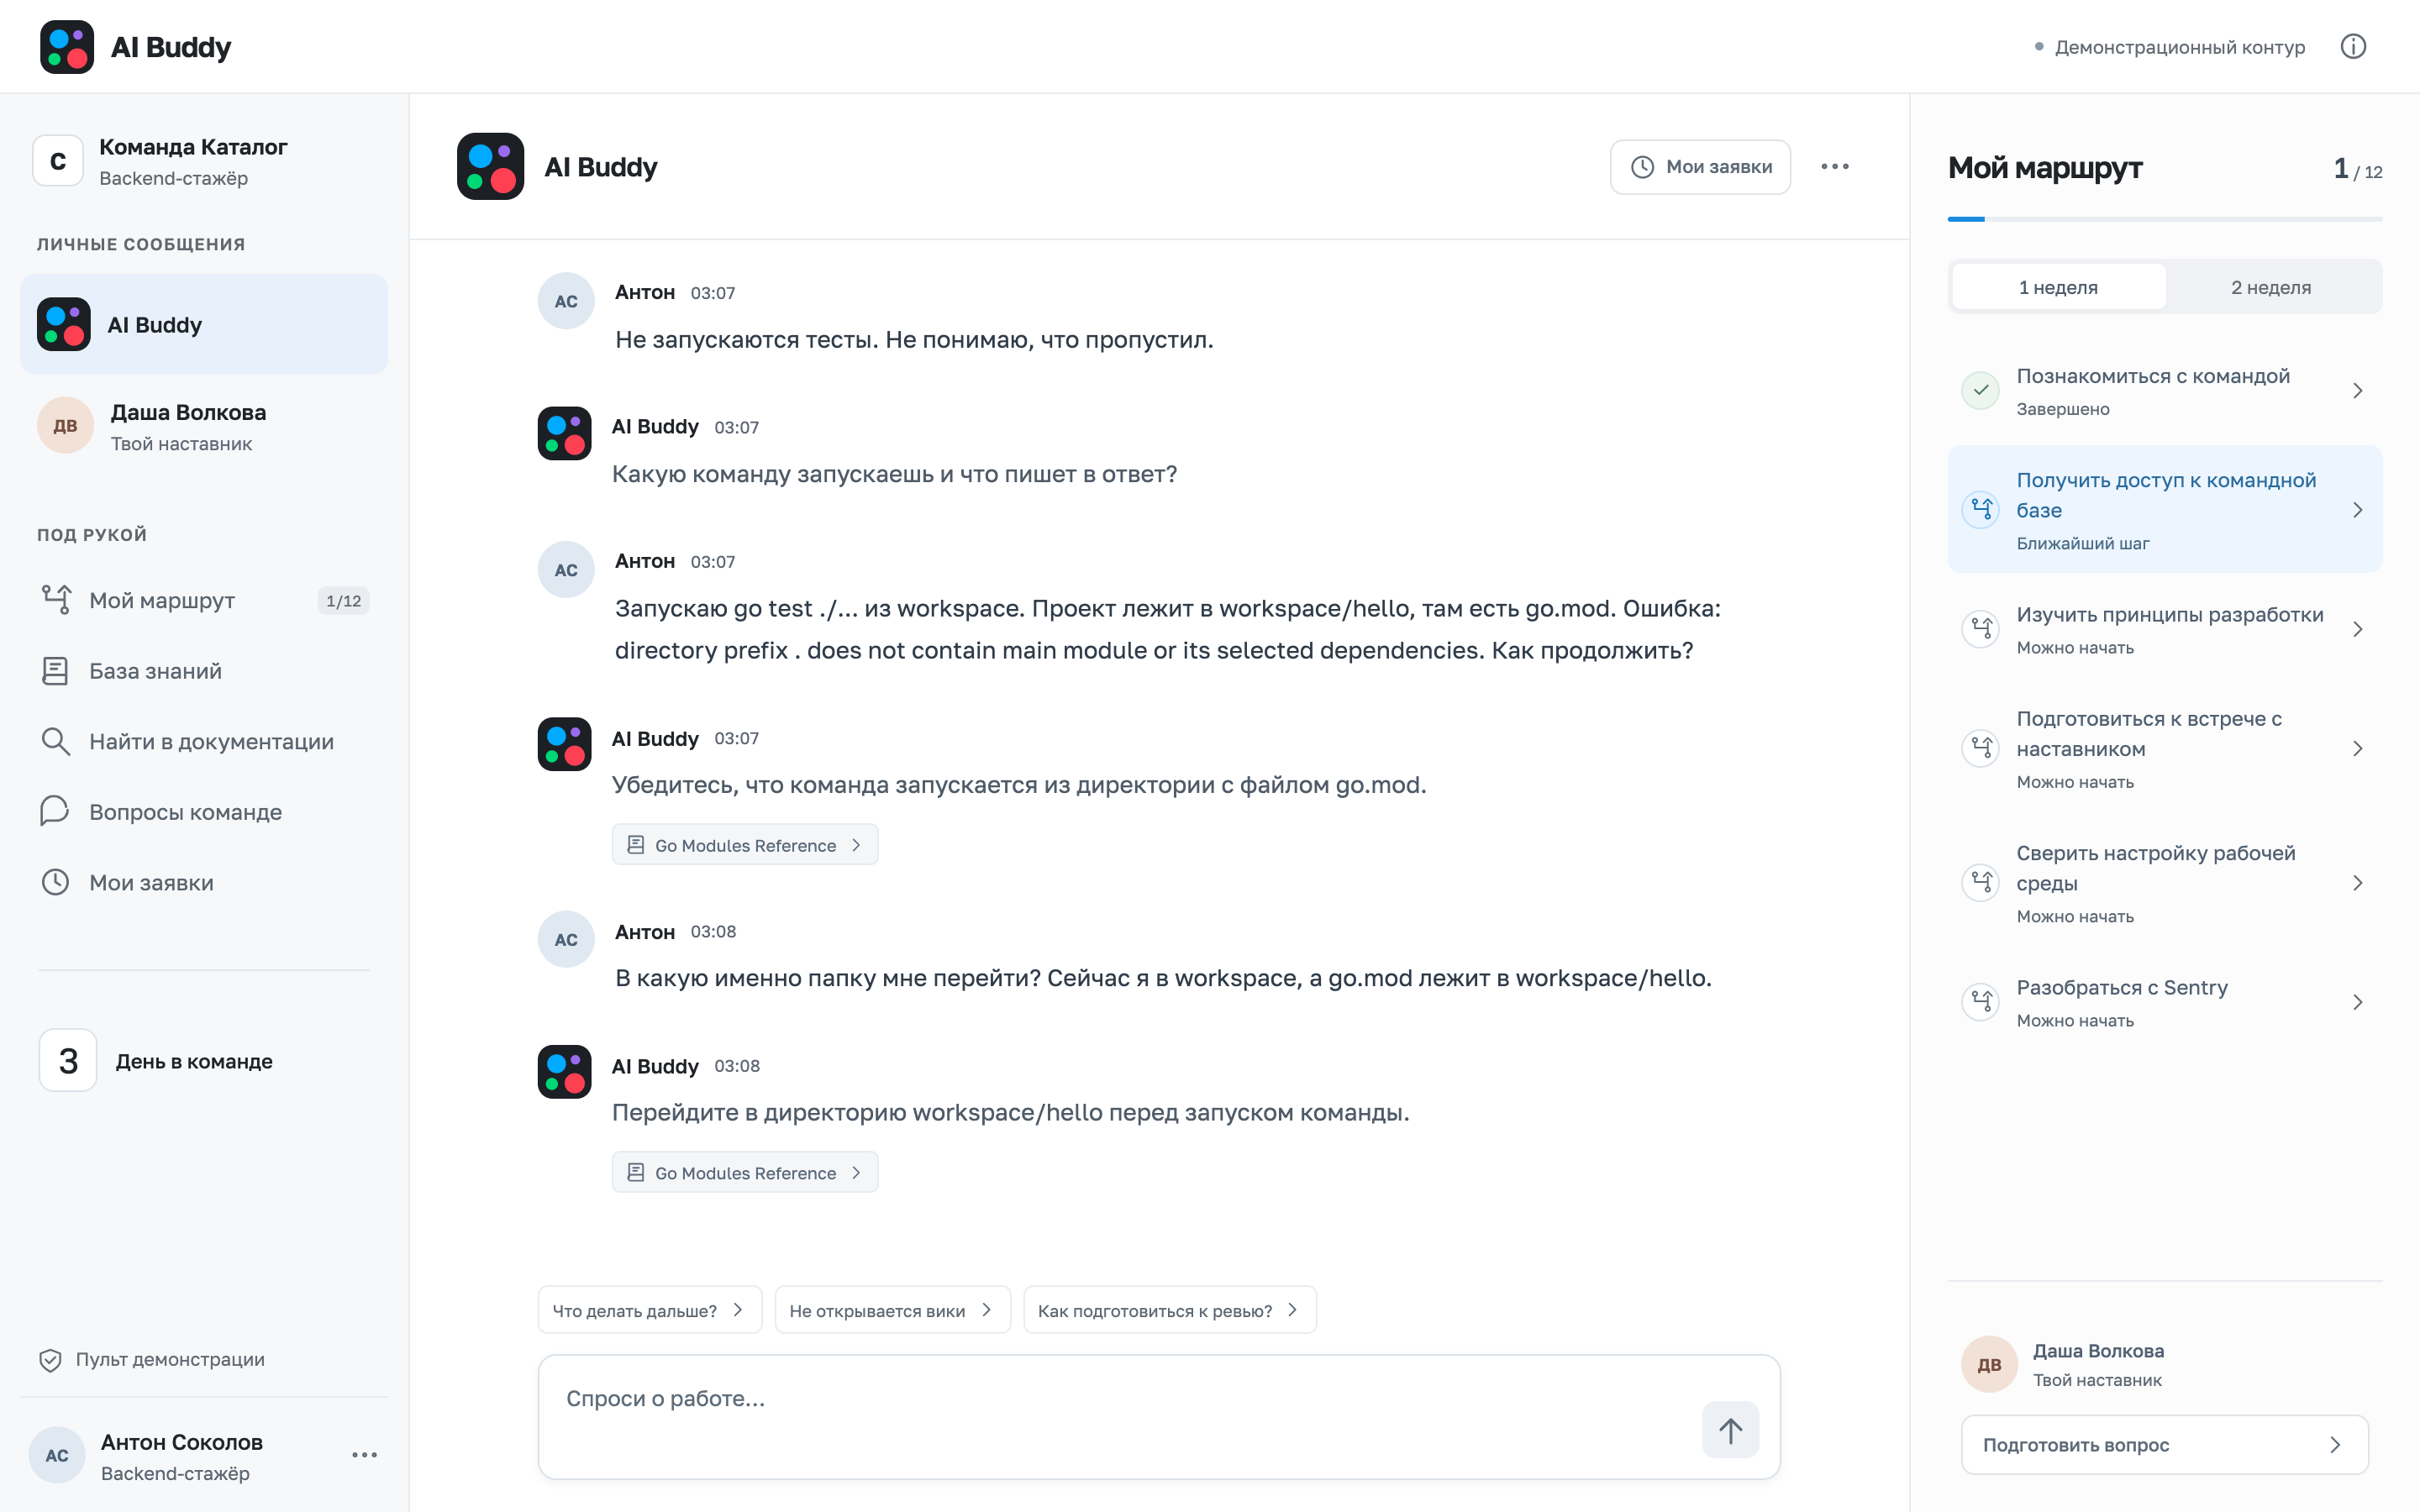 AI Buddy
Демонстрационный контур
C
Команда Каталог
Backend-стажёр
ЛИЧНЫЕ СООБЩЕНИЯ
AI Buddy
ДВ
Даша Волкова
Твой наставник
ПОД РУКОЙ
Мой маршрут
1/12
База знаний
Найти в документации
Вопросы команде
Мои заявки
3
День в команде
Пульт демонстрации
АС
Антон Соколов
Backend-стажёр
AI Buddy
Мои заявки
АС
Антон 03:07
Не запускаются тесты. Не понимаю, что пропустил.
AI Buddy 03:07
Какую команду запускаешь и что пишет в ответ?
АС
Антон 03:07
Запускаю go test ./... из workspace. Проект лежит в workspace/hello, там есть go.mod. Ошибка:
directory prefix . does not contain main module or its selected dependencies. Как продолжить?
AI Buddy 03:07
Убедитесь, что команда запускается из директории с файлом go.mod.
Go Modules Reference
АС
Антон 03:08
В какую именно папку мне перейти? Сейчас я в workspace, а go.mod лежит в workspace/hello.
AI Buddy 03:08
Перейдите в директорию workspace/hello перед запуском команды.
Go Modules Reference
Что делать дальше?
Не открывается вики
Как подготовиться к ревью?
Спроси о работе...
Мой маршрут
1 / 12
1 неделя
2 неделя
Познакомиться с командой
Завершено
Получить доступ к командной
базе
Ближайший шаг
Изучить принципы разработки
Можно начать
Подготовиться к встрече с
наставником
Можно начать
Сверить настройку рабочей
среды
Можно начать
Разобраться с Sentry
Можно начать
ДВ
Даша Волкова
Твой наставник
Подготовить вопрос